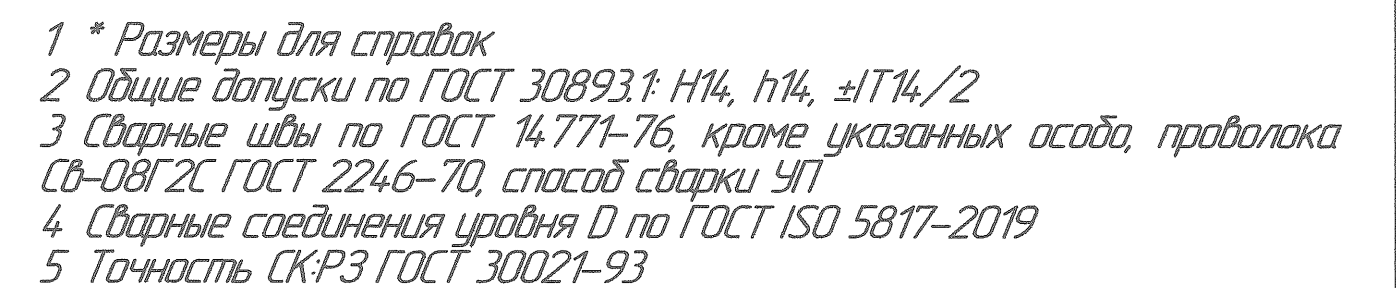 1 * Размеры для справок
2 Общие допуски по ГОСТ 30893.1: H14, h14, ±IT14/2
3 Сварные швы по ГОСТ 14771-76, кроме указанных особо, проволока
Св-08Г2С ГОСТ 2246-70, способ сварки УП
4 Сварные соединения уровня D по ГОСТ ISO 5817-2019
5 Точность СК:РЗ ГОСТ 30021-93